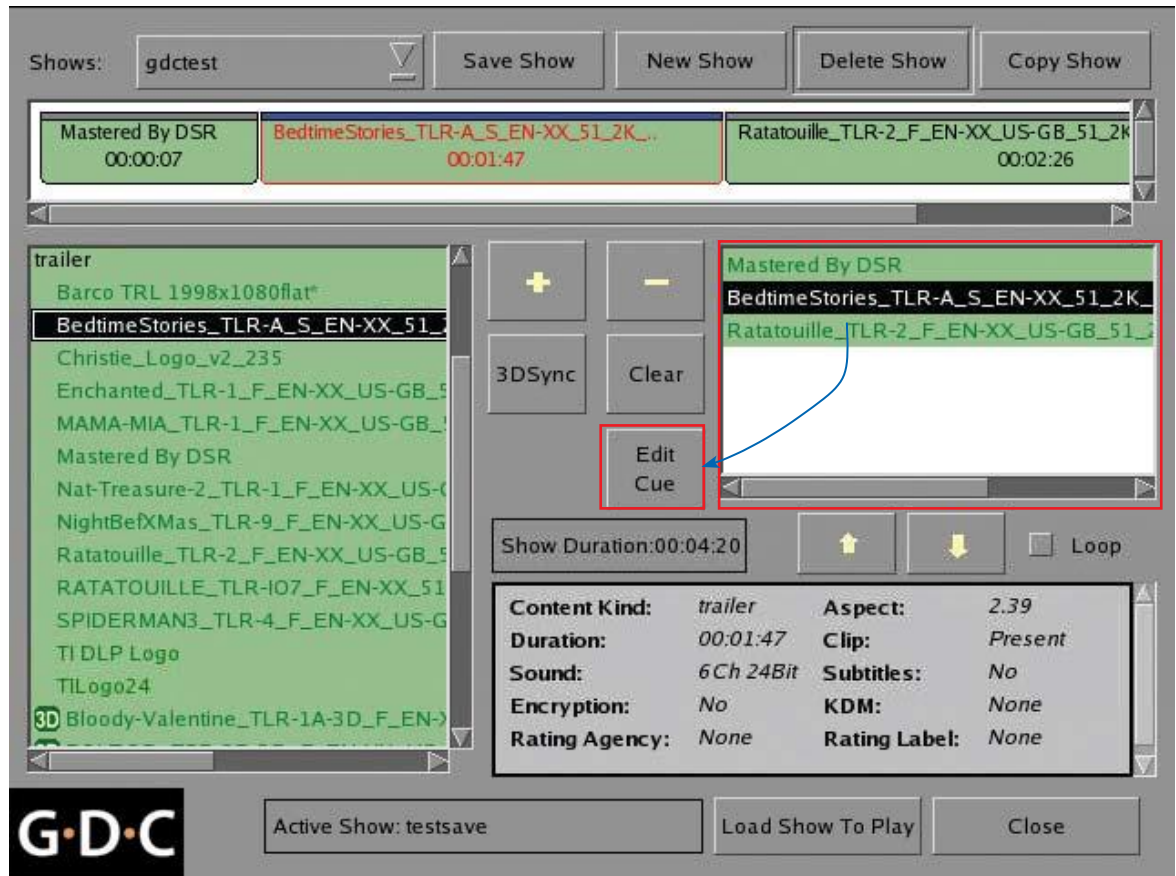 Shows:
gdctest
Save Show
New Show
Delete Show
Copy Show
Mastered By DSR
00:00:07
BedtimeStories_TLR-A_S_EN-XX_51_2K_..
00:01:47
Ratatouille_TLR-2_F_EN-XX_US-GB_51_2K
00:02:26
trailer
Barco TRL 1998x1080flat*
BedtimeStories_TLR-A_S_EN-XX_51_2
Christie_Logo_v2_235
Enchanted_TLR-1_F_EN-XX_US-GB_5
MAMA-MIA_TLR-1_F_EN-XX_US-GB_
Mastered By DSR
Nat-Treasure-2_TLR-1_F_EN-XX_US-
NightBefXMas_TLR-9_F_EN-XX_US-G
Ratatouille_TLR-2_F_EN-XX_US-GB_5
RATATOUILLE_TLR-IO7_F_EN-XX_51
SPIDERMAN3_TLR-4_F_EN-XX_US-G
TI DLP Logo
TILogo24
3D Bloody-Valentine_TLR-1A-3D_F_EN-
+
−
3DSync
Clear
Edit
Cue
Mastered By DSR
BedtimeStories_TLR-A_S_EN-XX_51_2K_
Ratatouille_TLR-2_F_EN-XX_US-GB_51_2
Show Duration:00:04:20
Loop
Content Kind: trailer Aspect: 2.39
Duration: 00:01:47 Clip: Present
Sound: 6Ch 24Bit Subtitles: No
Encryption: No KDM: None
Rating Agency: None Rating Label: None
G·D·C
Active Show: testsave
Load Show To Play
Close